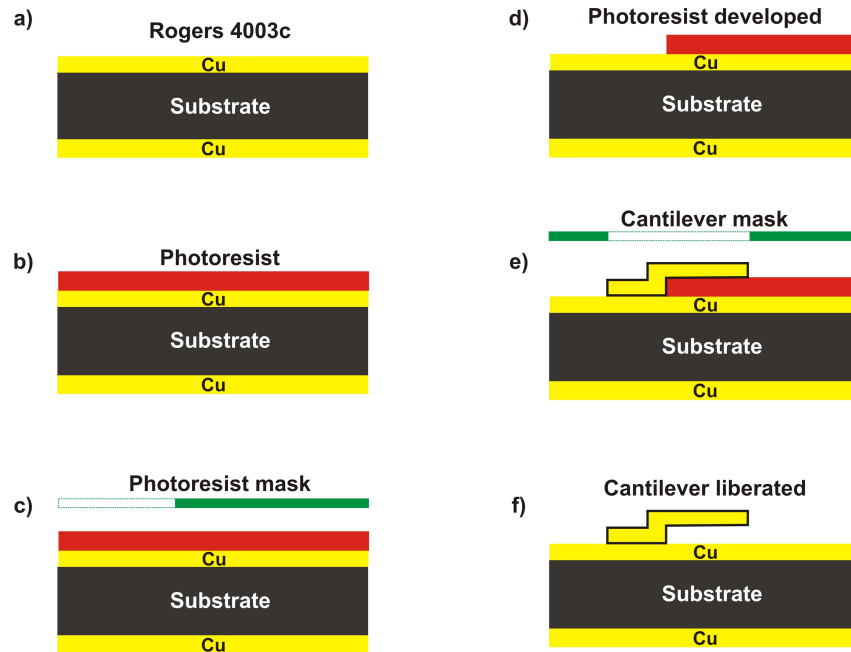 a)
Rogers 4003c
Cu
Substrate
Cu
b)
Photoresist
Cu
Substrate
Cu
c)
Photoresist mask
Cu
Substrate
Cu
d)
Photoresist developed
Cu
Substrate
Cu
Cantilever mask
e)
Cu
Substrate
Cu
f)
Cantilever liberated
Cu
Substrate
Cu